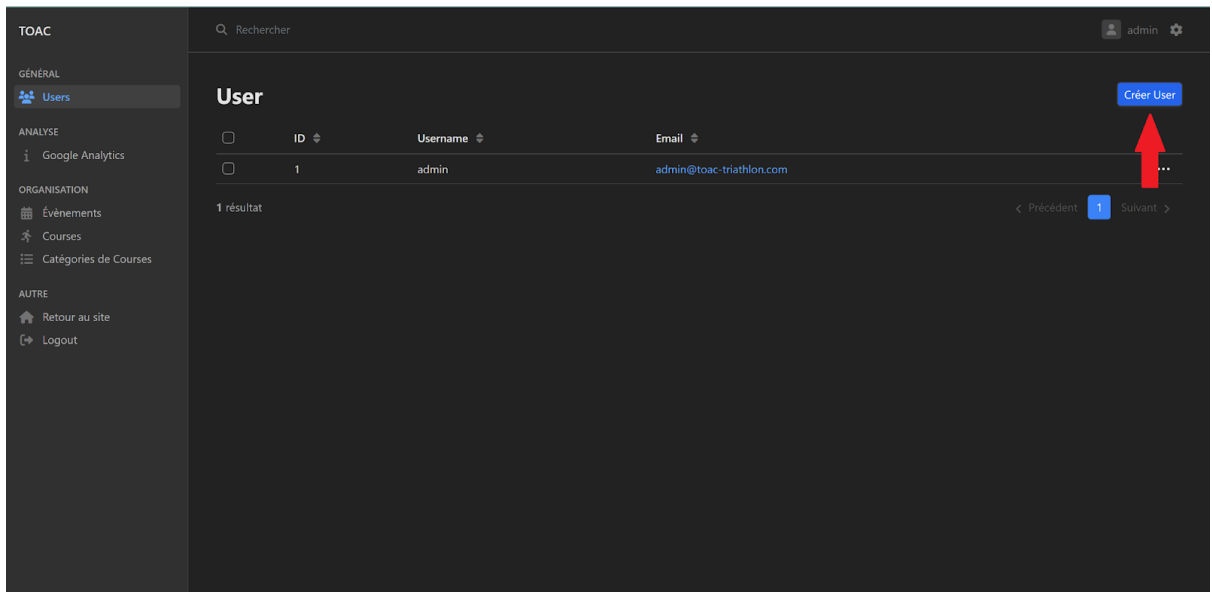 TOAC
Rechercher
admin
GÉNÉRAL
Users
ANALYSE
Google Analytics
ORGANISATION
Évènements
Courses
Catégories de Courses
AUTRE
Retour au site
Logout
User
Créer User
ID Username Email
1 admin admin@toac-triathlon.com
1 résultat
Précédent 1 Suivant